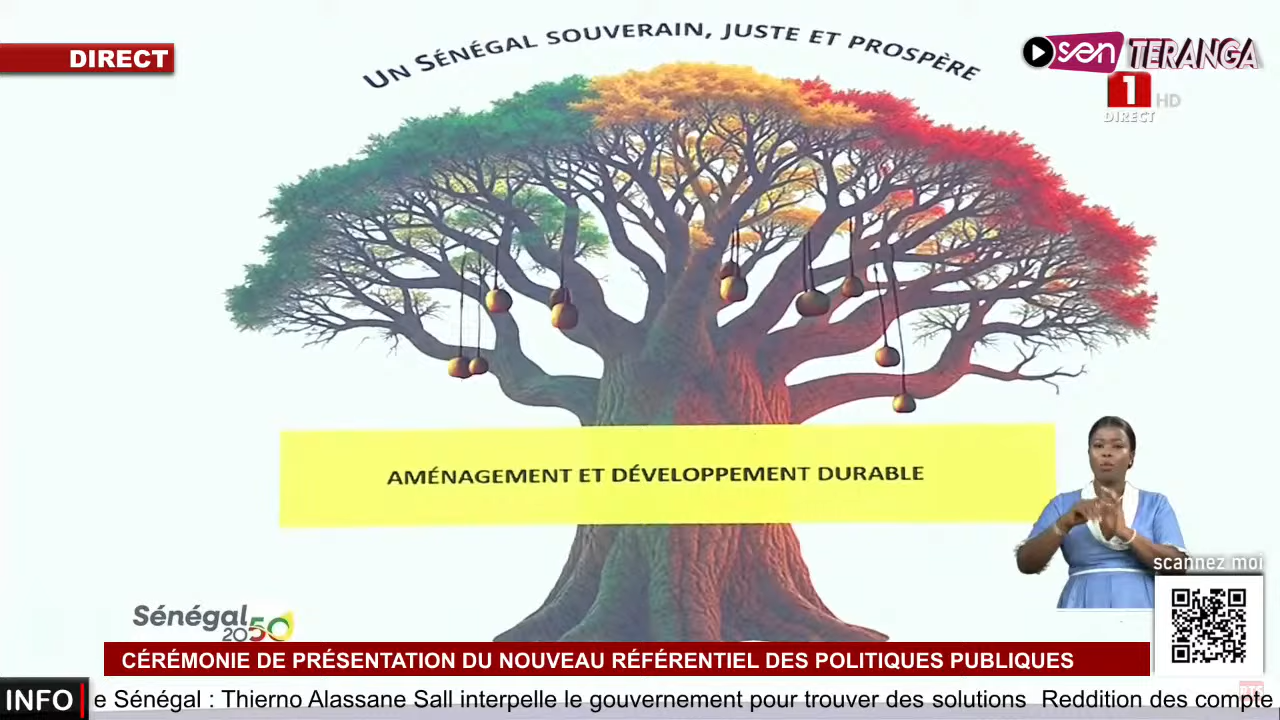 UN SÉNÉGAL SOUVERAIN, JUSTE ET PROSPÈRE
DIRECT
sen TERANGA
1 HD
DIRECT
AMÉNAGEMENT ET DÉVELOPPEMENT DURABLE
scannez moi
Sénégal
2050
CÉRÉMONIE DE PRÉSENTATION DU NOUVEAU RÉFÉRENTIEL DES POLITIQUES PUBLIQUES
INFO e Sénégal : Thierno Alassane Sall interpelle le gouvernement pour trouver des solutions Reddition des compte